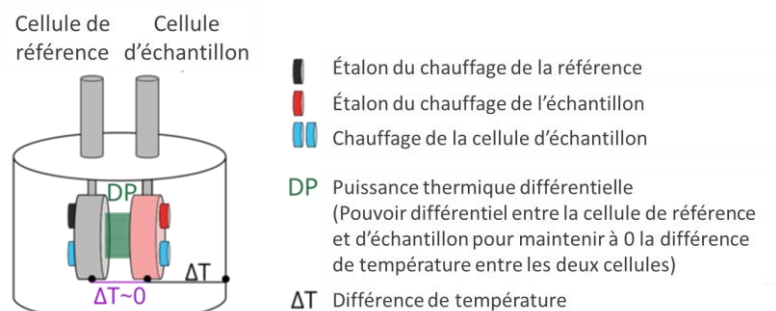 Cellule de référence
Cellule d'échantillon
DP
ΔT
ΔT~0
Étalon du chauffage de la référence
Étalon du chauffage de l'échantillon
Chauffage de la cellule d'échantillon
DP Puissance thermique différentielle
(Pouvoir différentiel entre la cellule de référence
et d'échantillon pour maintenir à 0 la différence
de température entre les deux cellules)
ΔT Différence de température